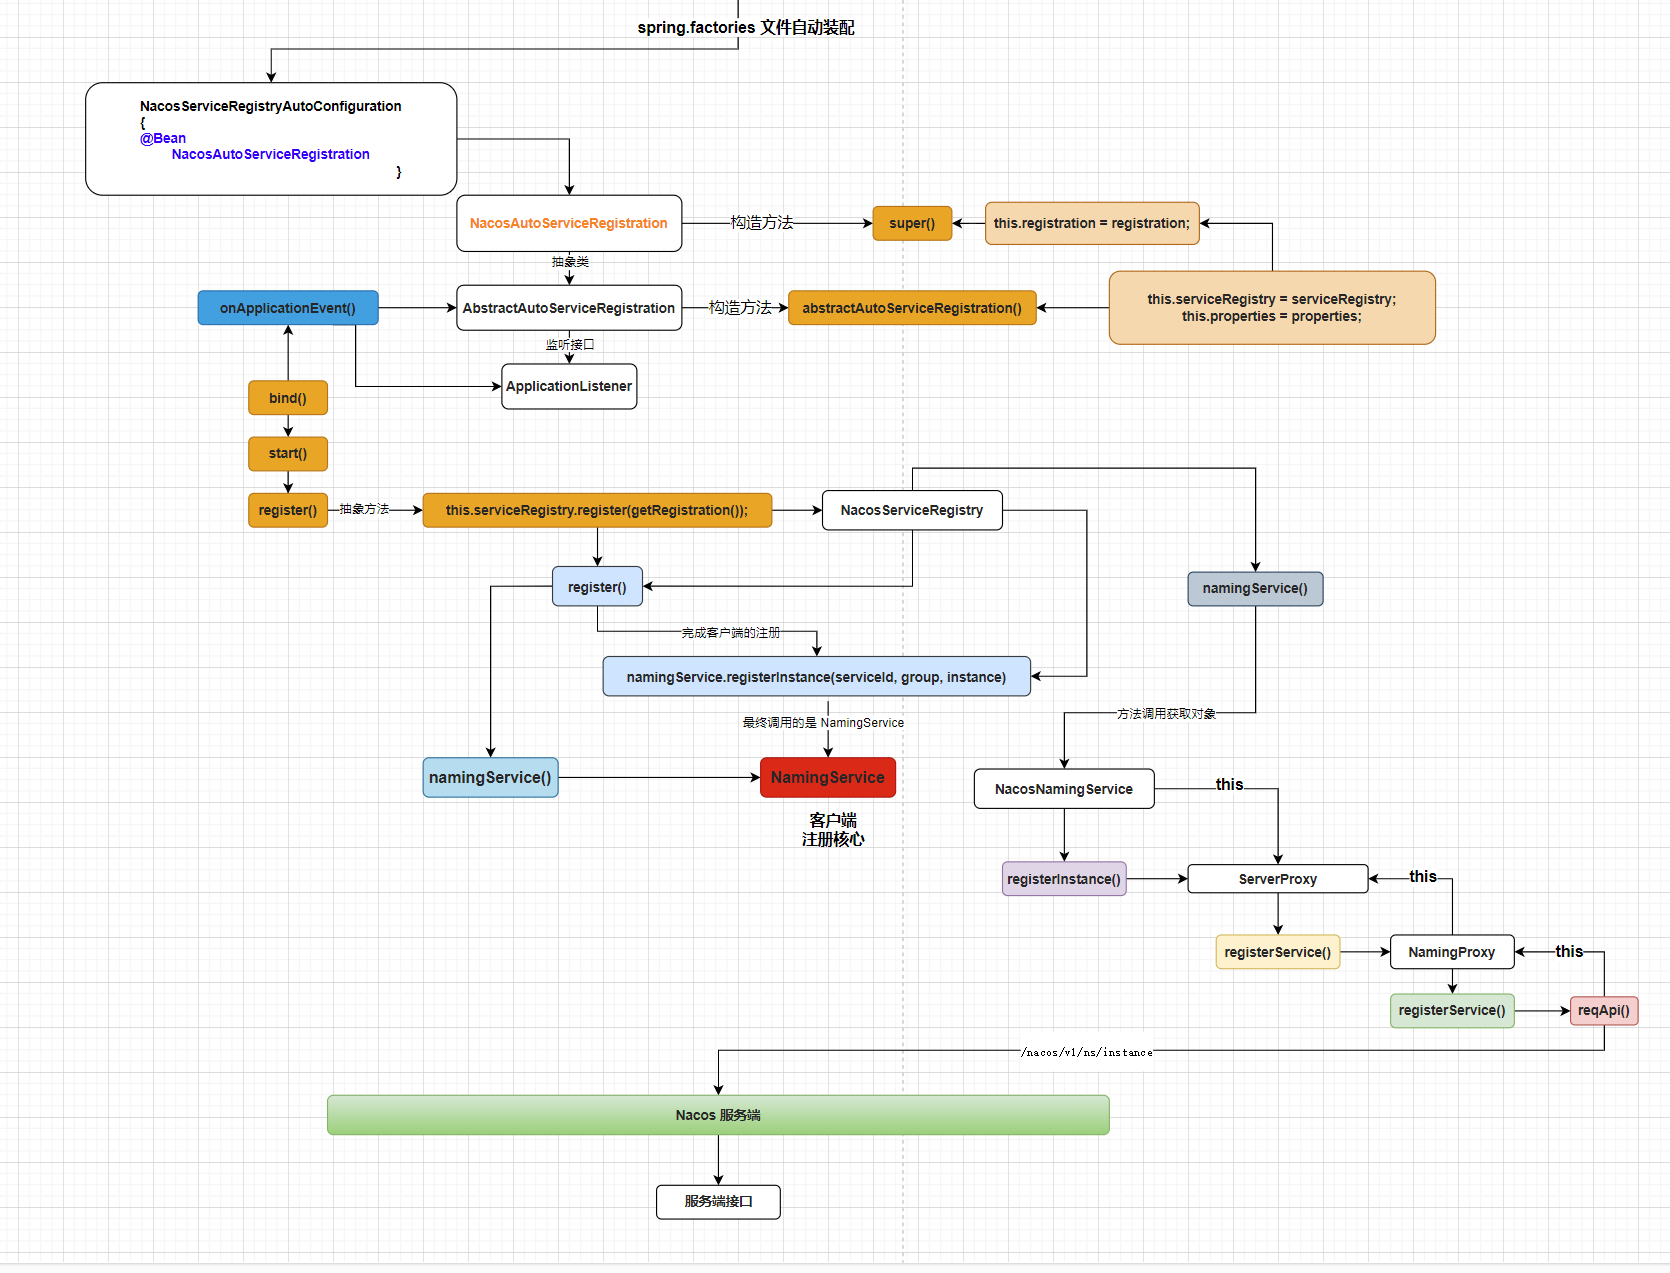 spring.factories 文件自动装配
NacosServiceRegistryAutoConfiguration
{
@Bean
NacosAutoServiceRegistration
}
NacosAutoServiceRegistration
构造方法
super()
this.registration = registration;
抽象类
onApplicationEvent()
AbstractAutoServiceRegistration
构造方法
abstractAutoServiceRegistration()
this.serviceRegistry = serviceRegistry;
this.properties = properties;
监听接口
ApplicationListener
bind()
start()
register()
抽象方法
this.serviceRegistry.register(getRegistration());
NacosServiceRegistry
register()
namingService()
完成客户端的注册
namingService.registerInstance(serviceId, group, instance)
最终调用的是 NamingService
方法调用获取对象
namingService()
NamingService
客户端
注册核心
NacosNamingService
this
registerInstance()
ServerProxy
this
registerService()
NamingProxy
this
registerService()
reqApi()
/nacos/v1/ns/instance
Nacos 服务端
服务端接口